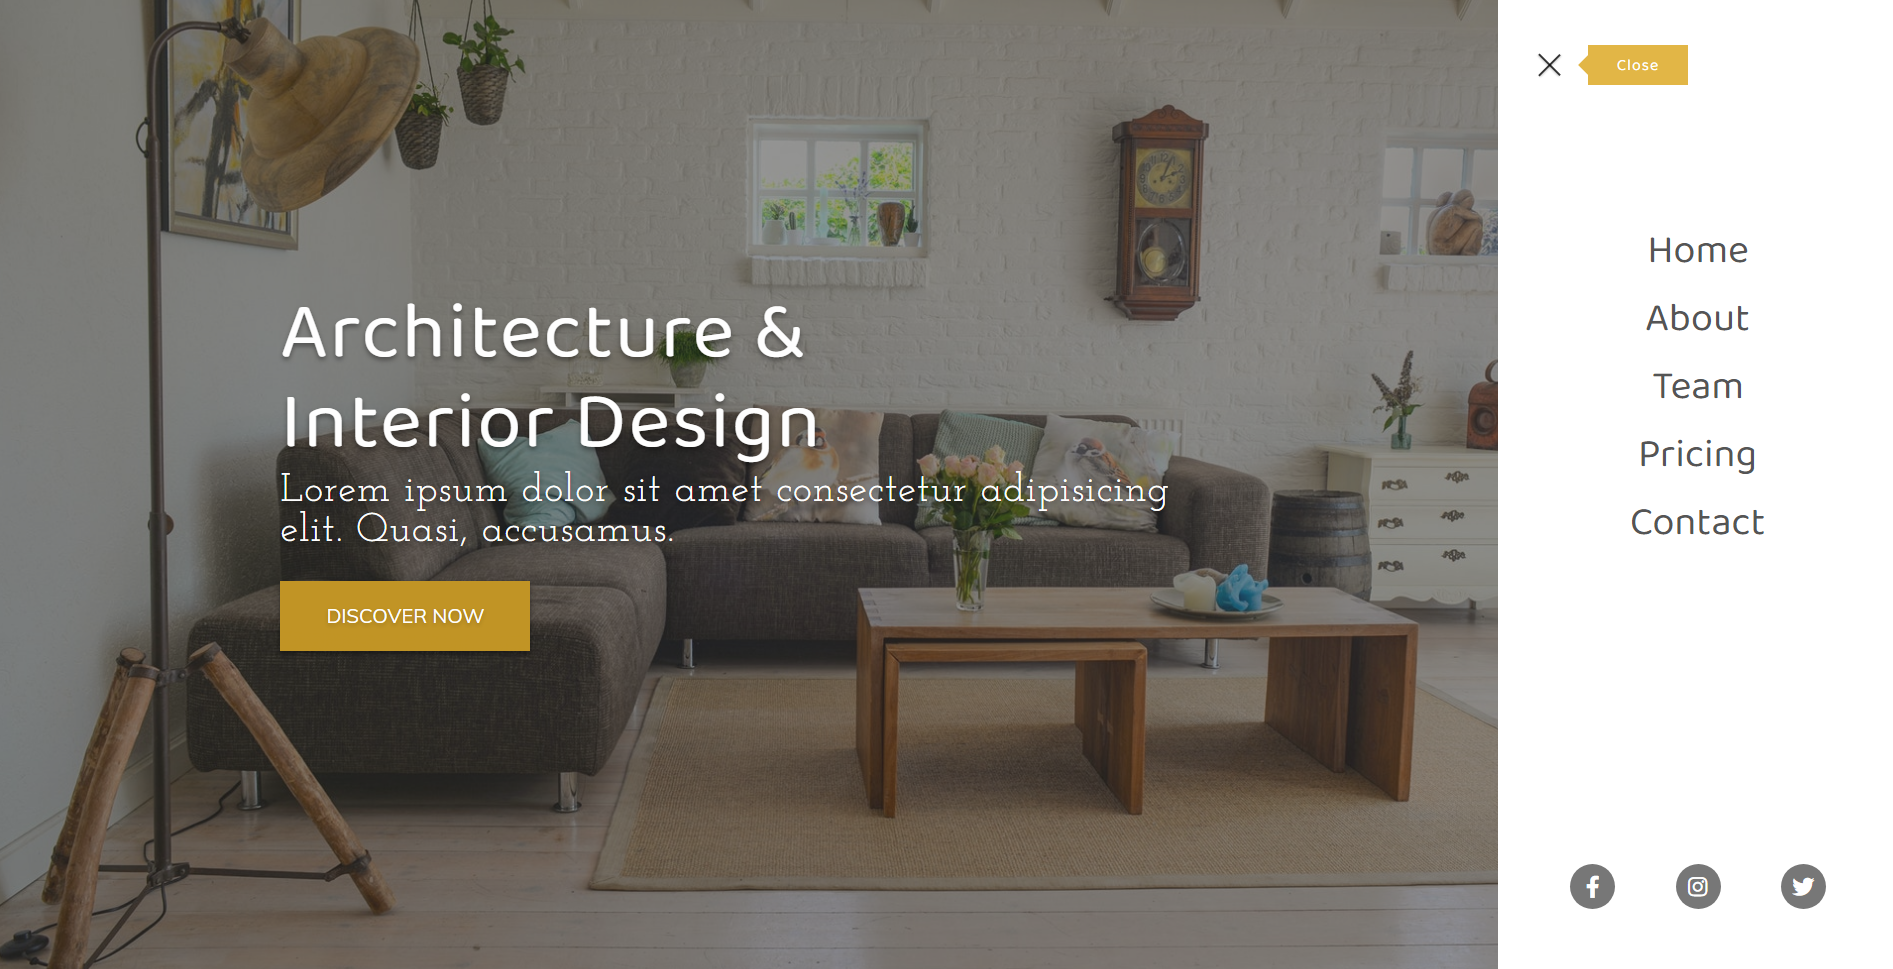 Close
Architecture &
Interior Design
Lorem ipsum dolor sit amet consectetur adipisicing
elit. Quasi, accusamus.
DISCOVER NOW
Home
About
Team
Pricing
Contact